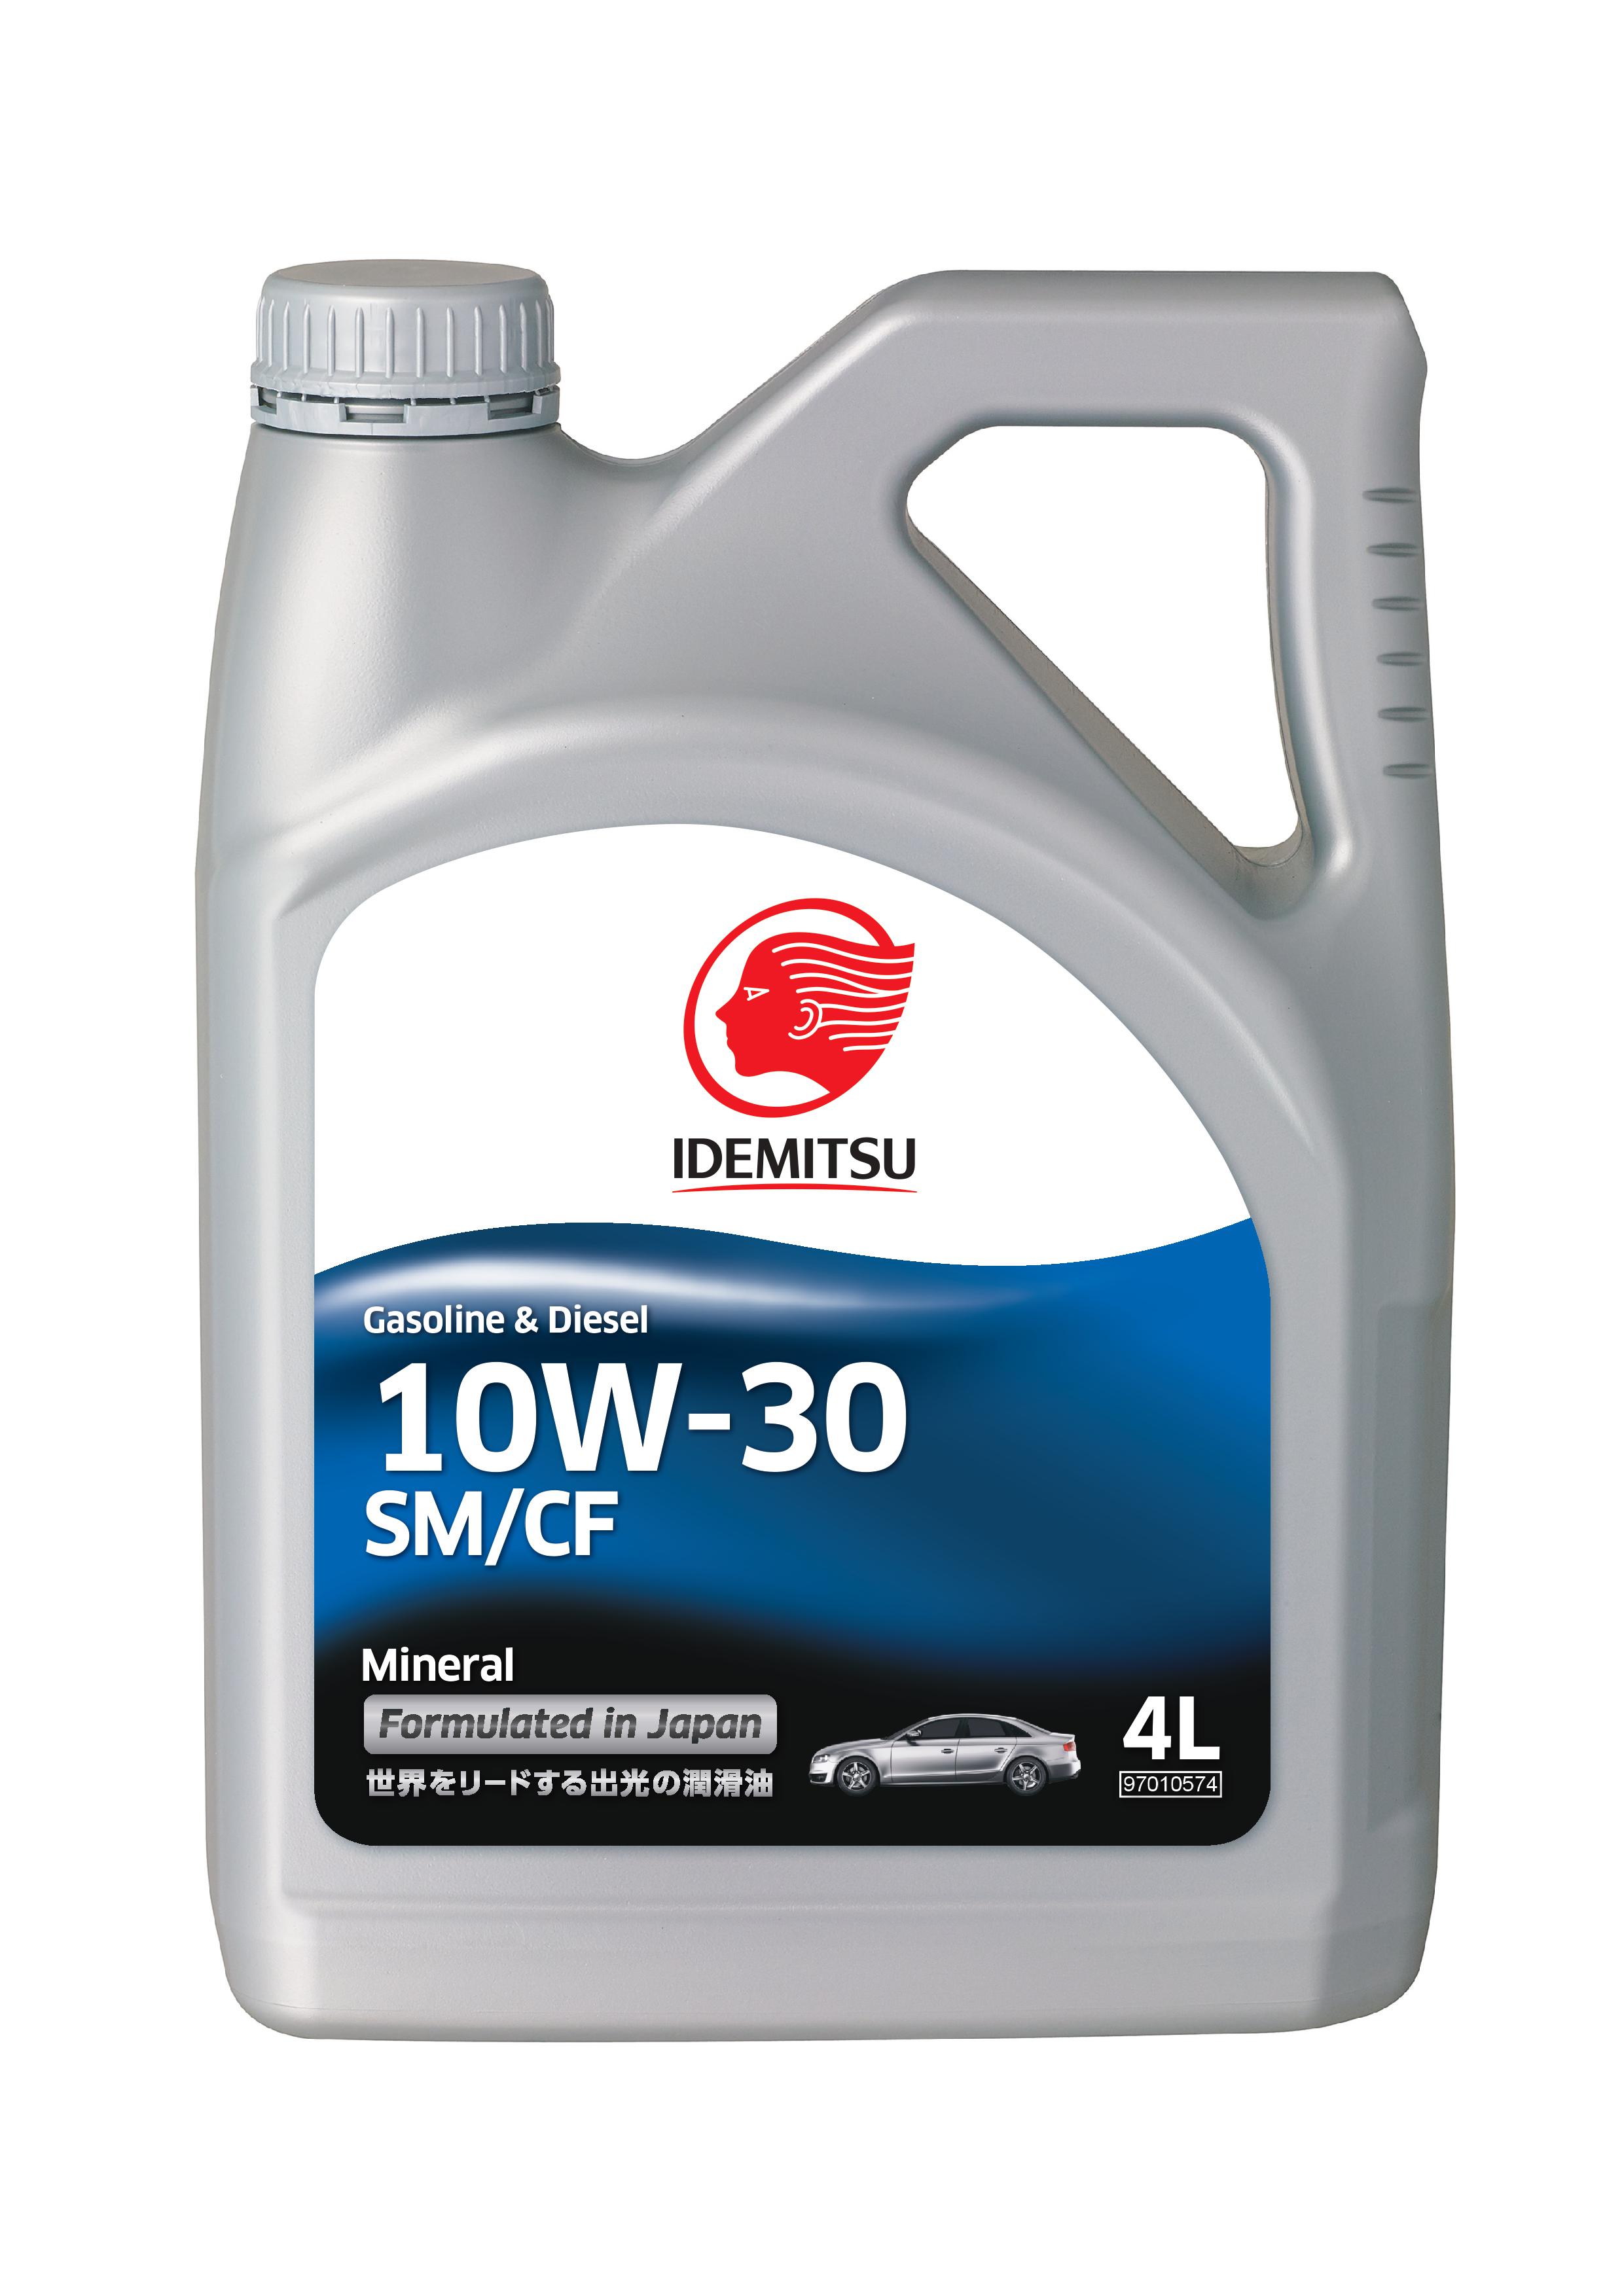 IDEMITSU
Gasoline & Diesel
10W-30
SM/CF
Mineral
Formulated in Japan
世界をリードする出光の潤滑油
4L
97010574